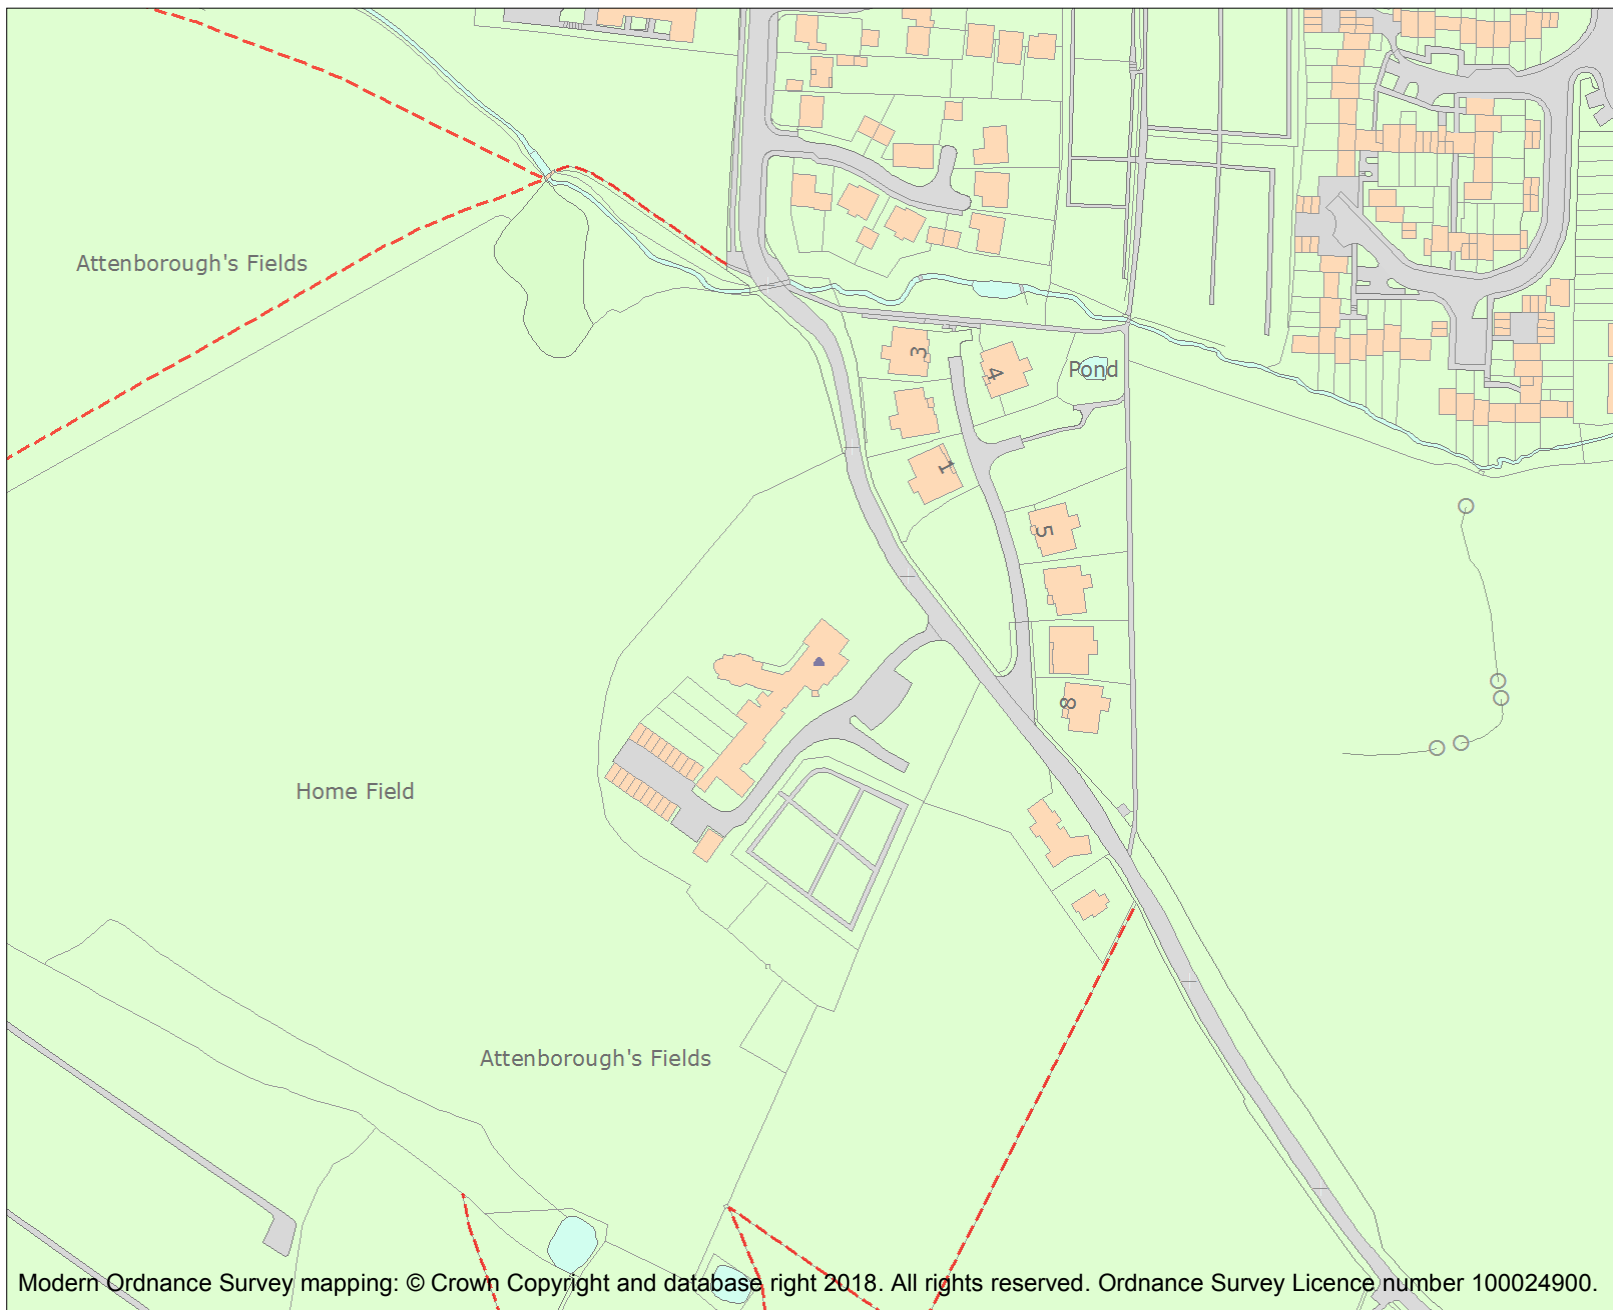 Attenborough's Fields
3
4
Pond
1
5
8
Home Field
Attenborough's Fields
Modern Ordnance Survey mapping: © Crown Copyright and database right 2018. All rights reserved. Ordnance Survey Licence number 100024900.